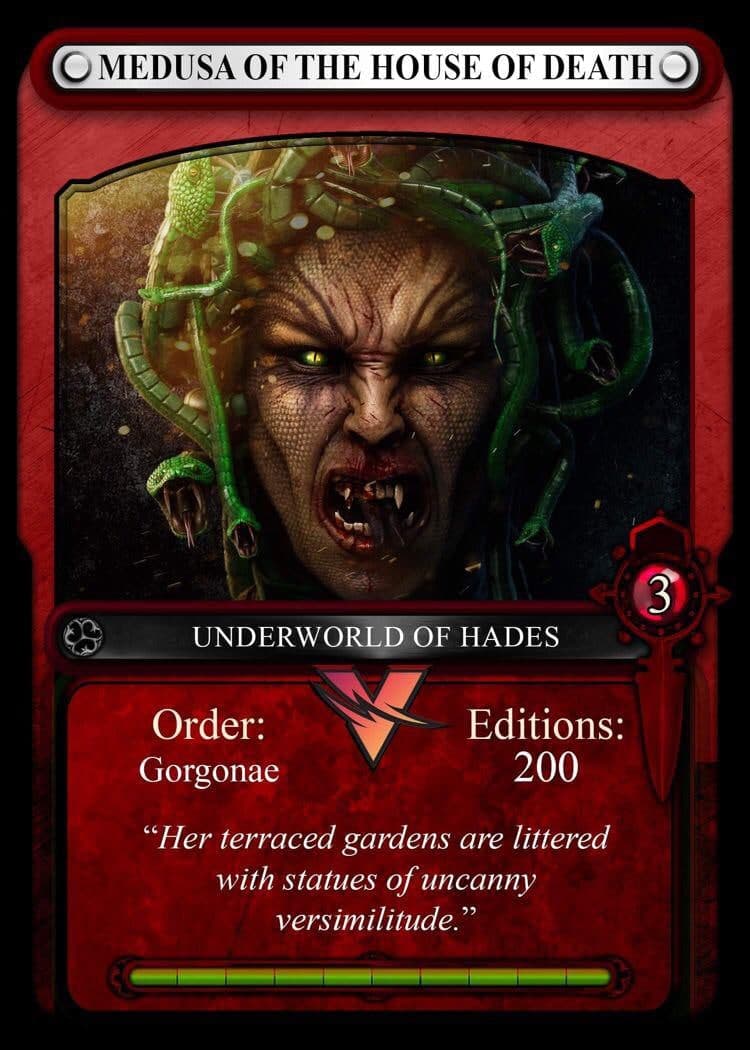 MEDUSA OF THE HOUSE OF DEATH
3
UNDERWORLD OF HADES
V
Order:
Gorgonae
Editions:
200
“Her terraced gardens are littered
with statues of uncanny
versimilitude.”